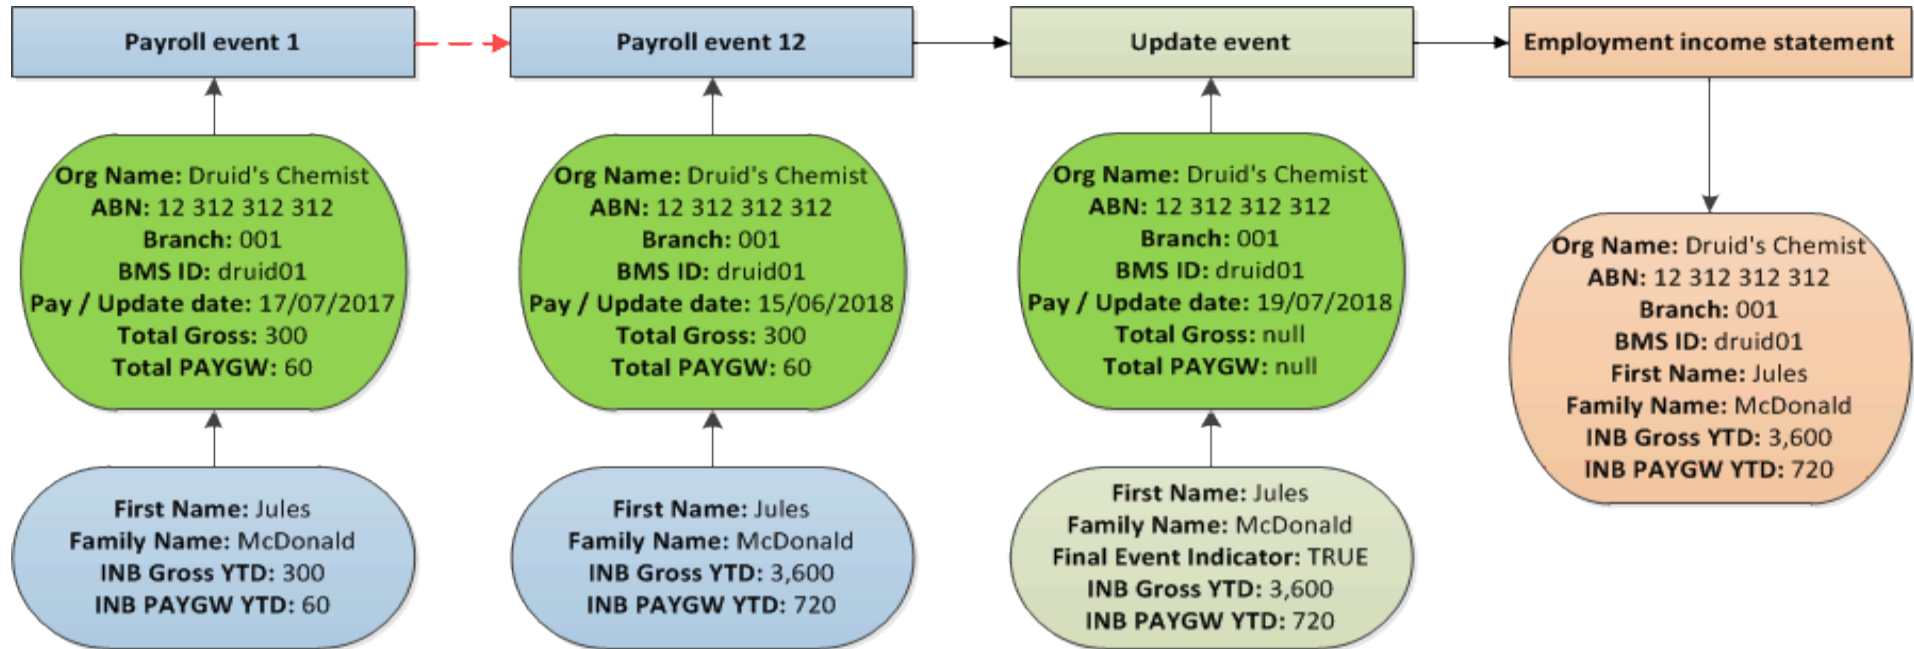 Payroll event 1
Org Name: Druid's Chemist
ABN: 12 312 312 312
Branch: 001
BMS ID: druid01
Pay / Update date: 17/07/2017
Total Gross: 300
Total PAYGW: 60
First Name: Jules
Family Name: McDonald
INB Gross YTD: 300
INB PAYGW YTD: 60
Payroll event 12
Org Name: Druid's Chemist
ABN: 12 312 312 312
Branch: 001
BMS ID: druid01
Pay / Update date: 15/06/2018
Total Gross: 300
Total PAYGW: 60
First Name: Jules
Family Name: McDonald
INB Gross YTD: 3,600
INB PAYGW YTD: 720
Update event
Org Name: Druid's Chemist
ABN: 12 312 312 312
Branch: 001
BMS ID: druid01
Pay / Update date: 19/07/2018
Total Gross: null
Total PAYGW: null
First Name: Jules
Family Name: McDonald
Final Event Indicator: TRUE
INB Gross YTD: 3,600
INB PAYGW YTD: 720
Employment income statement
Org Name: Druid's Chemist
ABN: 12 312 312 312
Branch: 001
BMS ID: druid01
First Name: Jules
Family Name: McDonald
INB Gross YTD: 3,600
INB PAYGW YTD: 720